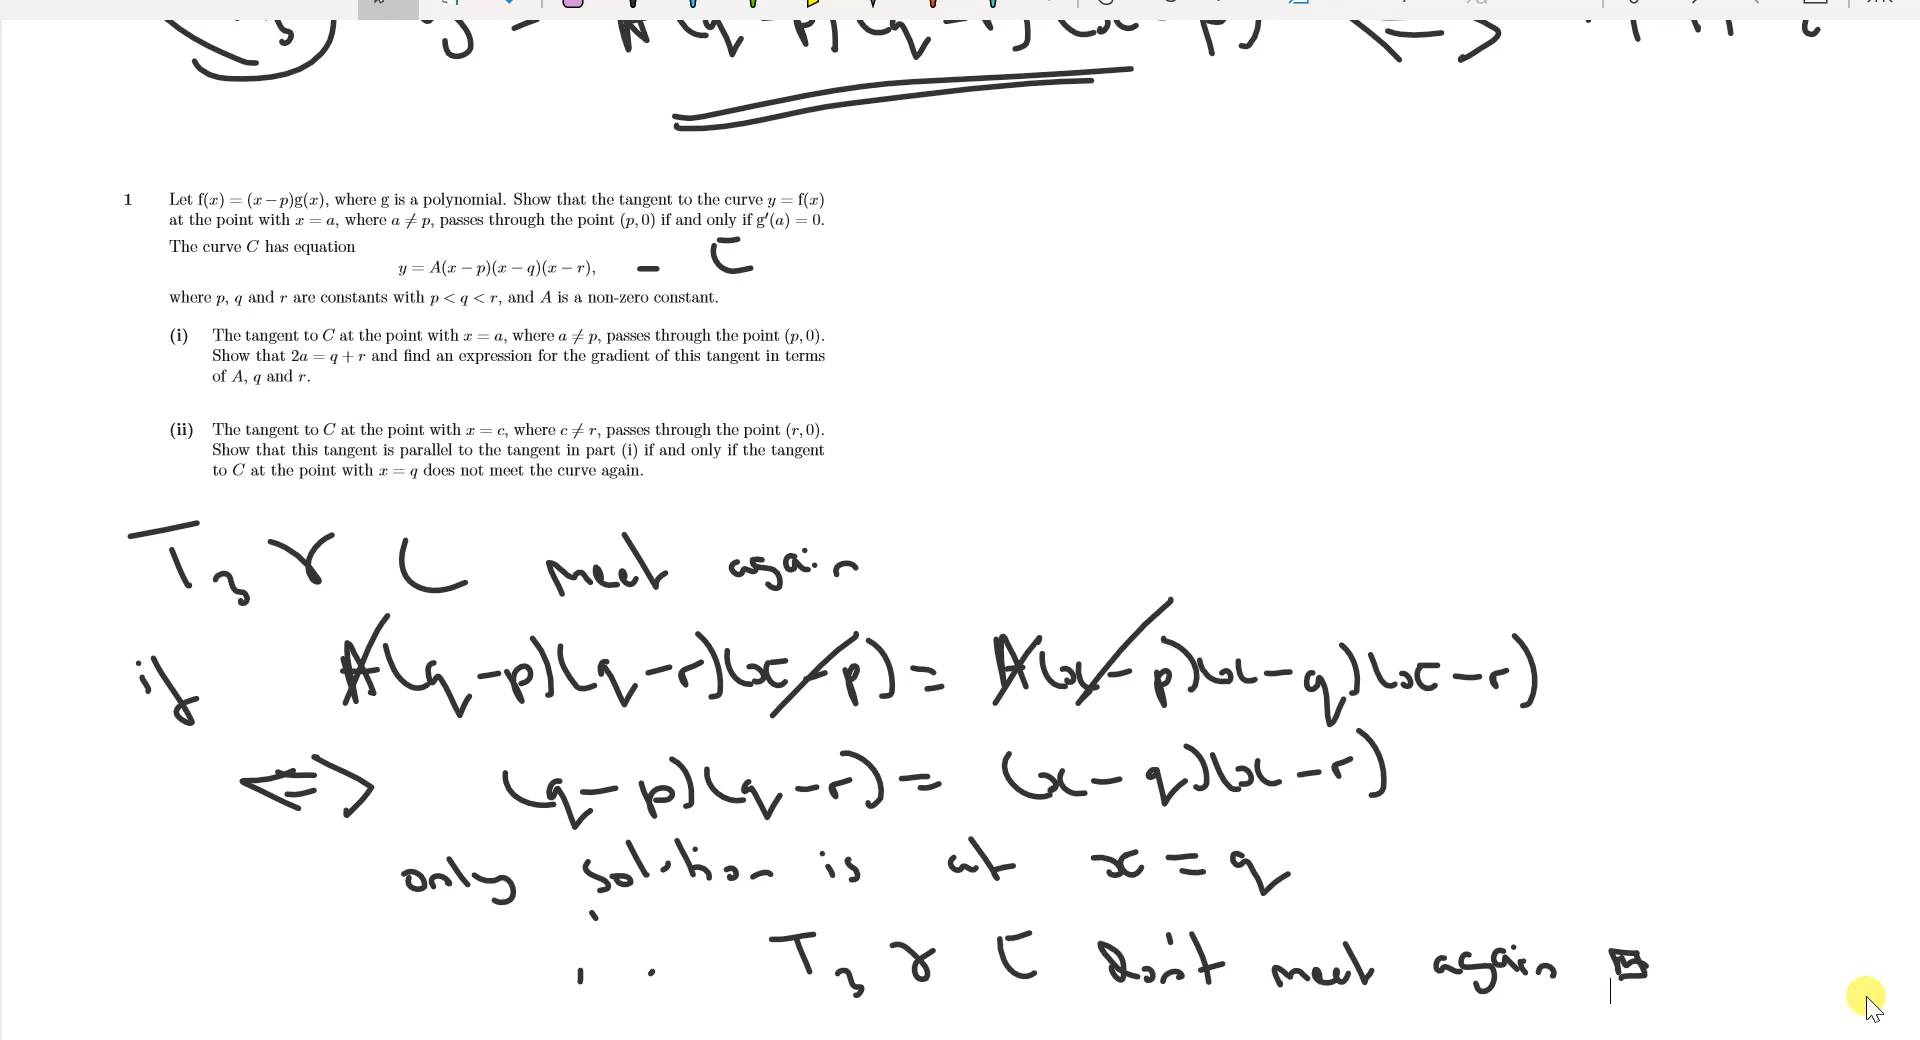 1 Let f(x) = (x − p)g(x), where g is a polynomial. Show that the tangent to the curve y = f(x)
at the point with x = a, where a ≠ p, passes through the point (p, 0) if and only if g′(a) = 0.
The curve C has equation
y = A(x − p)(x − q)(x − r), - C
where p, q and r are constants with p < q < r, and A is a non-zero constant.
(i) The tangent to C at the point with x = a, where a ≠ p, passes through the point (p, 0).
Show that 2a = q + r and find an expression for the gradient of this tangent in terms
of A, q and r.
(ii) The tangent to C at the point with x = c, where c ≠ r, passes through the point (r, 0).
Show that this tangent is parallel to the tangent in part (i) if and only if the tangent
to C at the point with x = q does not meet the curve again.
T3 & C meet again
if A(q-p)(q-r)(x-p) = A(x-p)(x-q)(x-r)
<=> (q-p)(q-r) = (x-q)(x-r)
only solution is at x = q
∴ T3 & C don't meet again